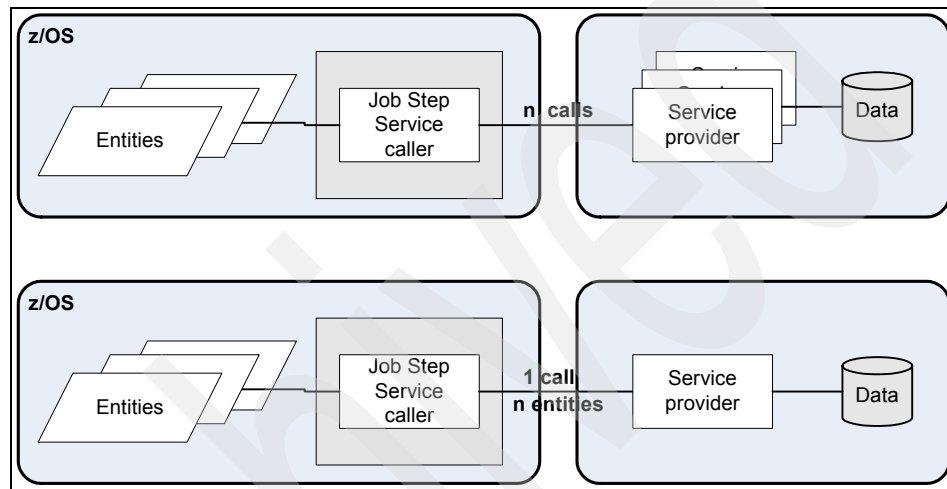 z/OS
Entities
Job Step
Service
caller
n calls
Service
provider
Data
z/OS
Entities
Job Step
Service
caller
1 call
n entities
Service
provider
Data